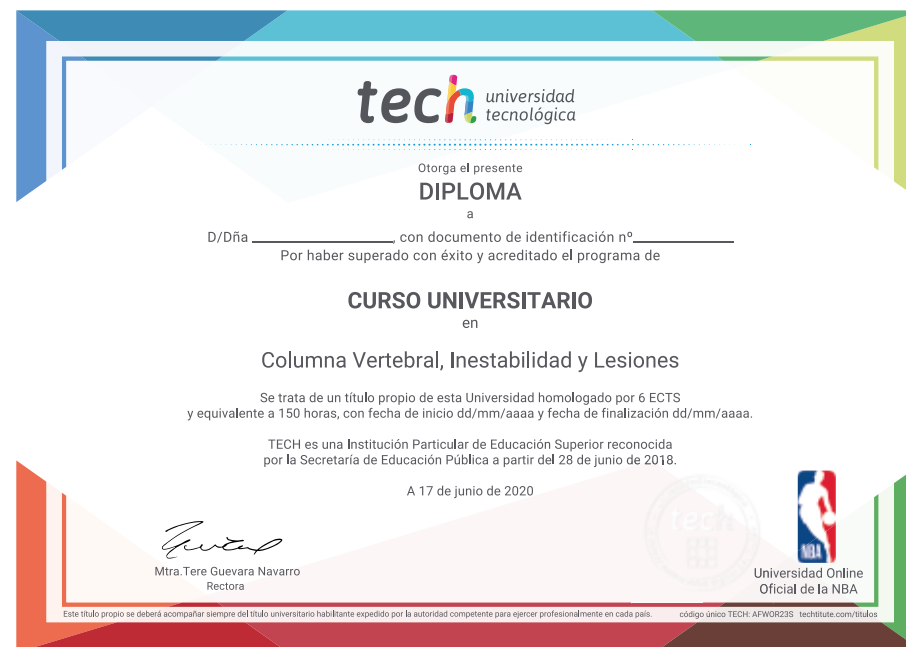 tech universidad
tecnológica
Otorga el presente
DIPLOMA
a
D/Dña ____________________, con documento de identificación nº______________
Por haber superado con éxito y acreditado el programa de
CURSO UNIVERSITARIO
en
Columna Vertebral, Inestabilidad y Lesiones
Se trata de un título propio de esta Universidad homologado por 6 ECTS
y equivalente a 150 horas, con fecha de inicio dd/mm/aaaa y fecha de finalización dd/mm/aaaa.
TECH es una Institución Particular de Educación Superior reconocida
por la Secretaría de Educación Pública a partir del 28 de junio de 2018.
A 17 de junio de 2020
tech
NBA
Mtra.Tere Guevara Navarro
Rectora
Universidad Online
Oficial de la NBA
Este título propio se deberá acompañar siempre del título universitario habilitante expedido por la autoridad competente para ejercer profesionalmente en cada país. código único TECH: AFWOR23S techtitute.com/titulos